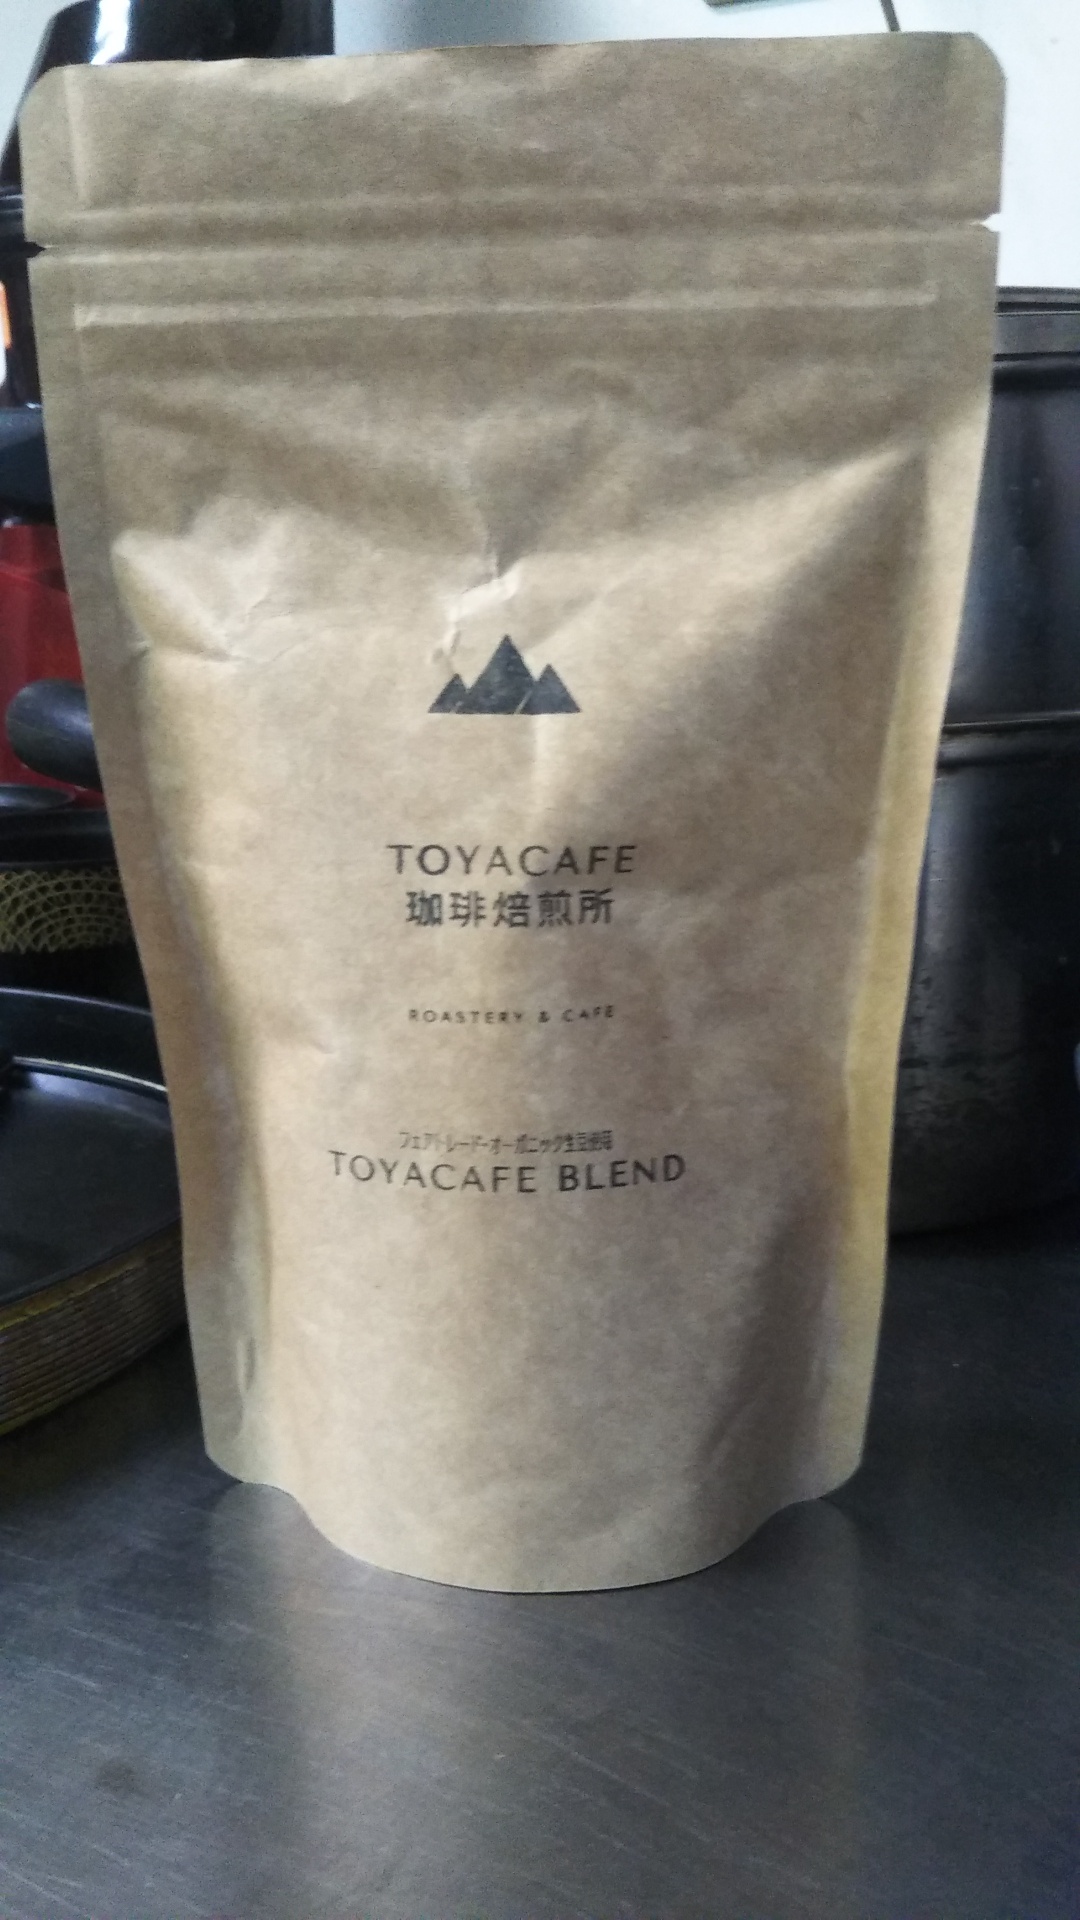 TOYACAFE
珈琲焙煎所
ROASTERY & CAFE
フェアトレード・オーガニック生豆使用
TOYACAFE BLEND